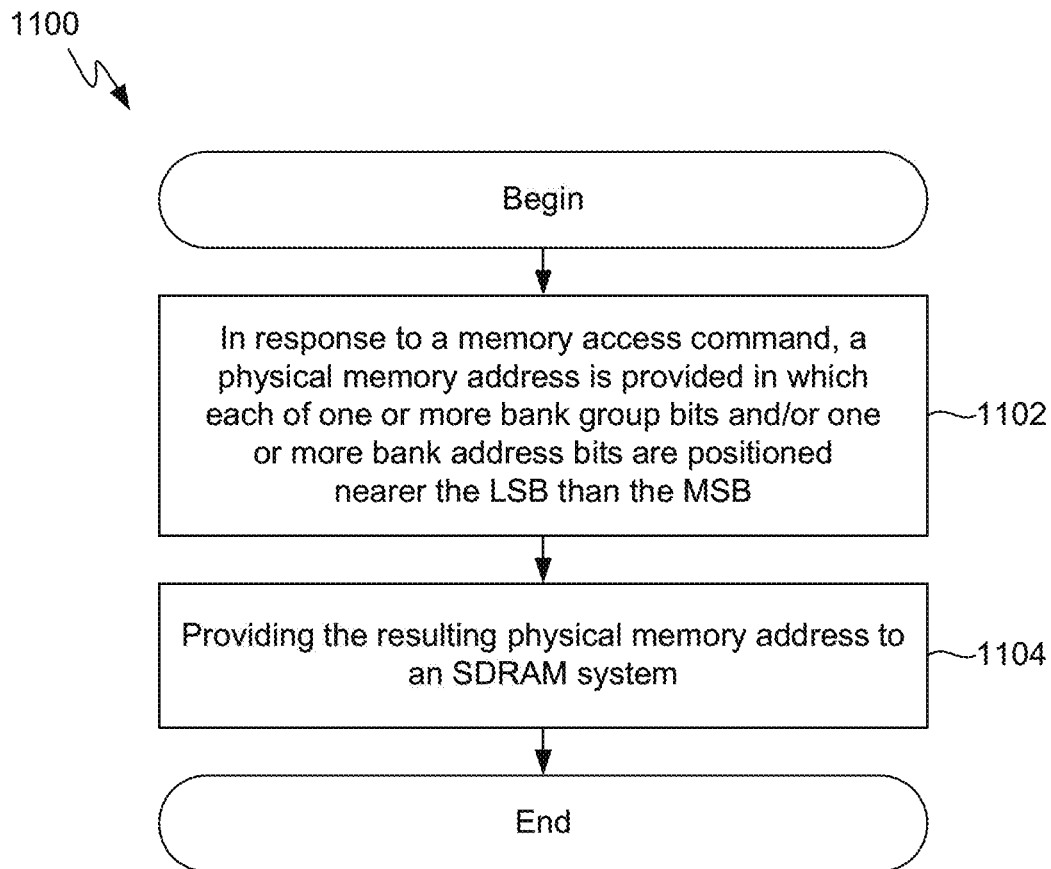 1100
Begin
In response to a memory access command, a
physical memory address is provided in which
each of one or more bank group bits and/or one
or more bank address bits are positioned
nearer the LSB than the MSB
1102
Providing the resulting physical memory address to
an SDRAM system
1104
End